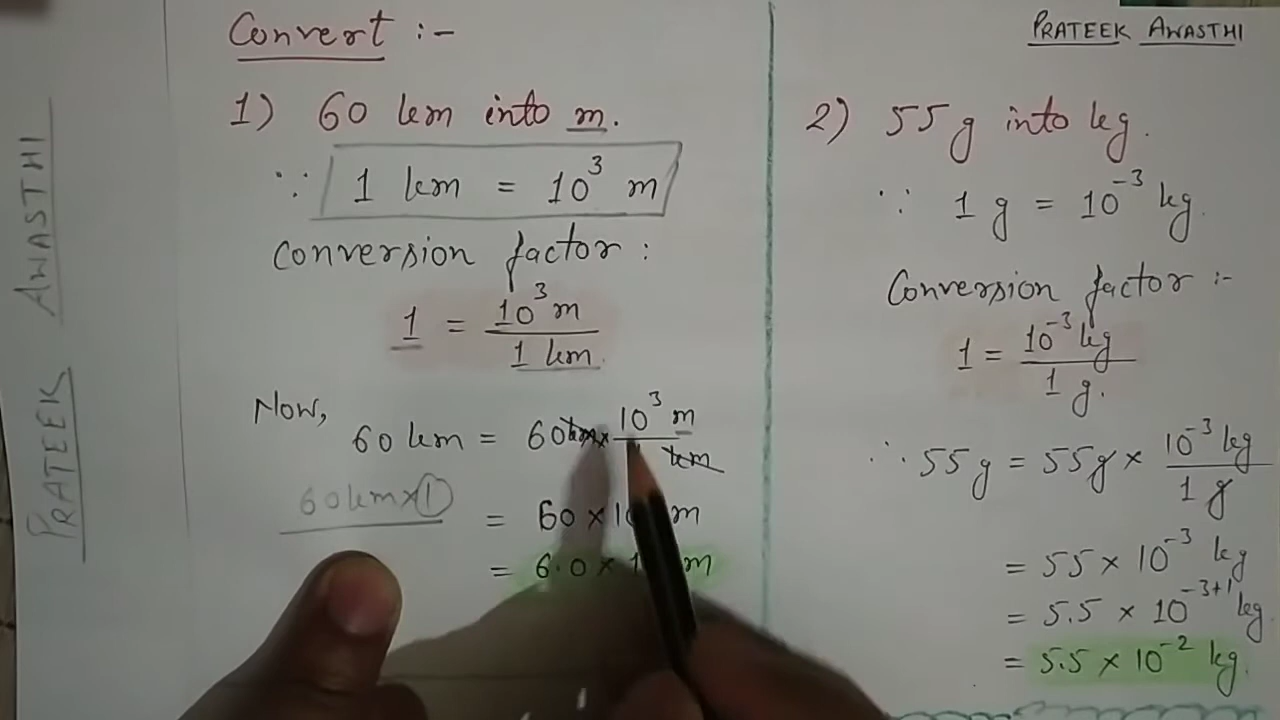 Convert :-
1) 60 km into m.
∵ 1 km = 10³ m
Conversion factor :
1 = 10³ m / 1 km.
Now,
60 km = 60 km × 10³ m / km
60 km × 1
= 60 × m
= 6.0 × m
PRATEEK AWASTHI
2) 55 g into kg.
∵ 1 g = 10⁻³ kg.
Conversion factor :-
1 = 10⁻³ kg / 1 g.
∴ 55 g = 55 g × 10⁻³ kg / 1 g
= 55 × 10⁻³ kg
= 5.5 × 10⁻³⁺¹ kg
= 5.5 × 10⁻² kg.
PRATEEK AWASTHI